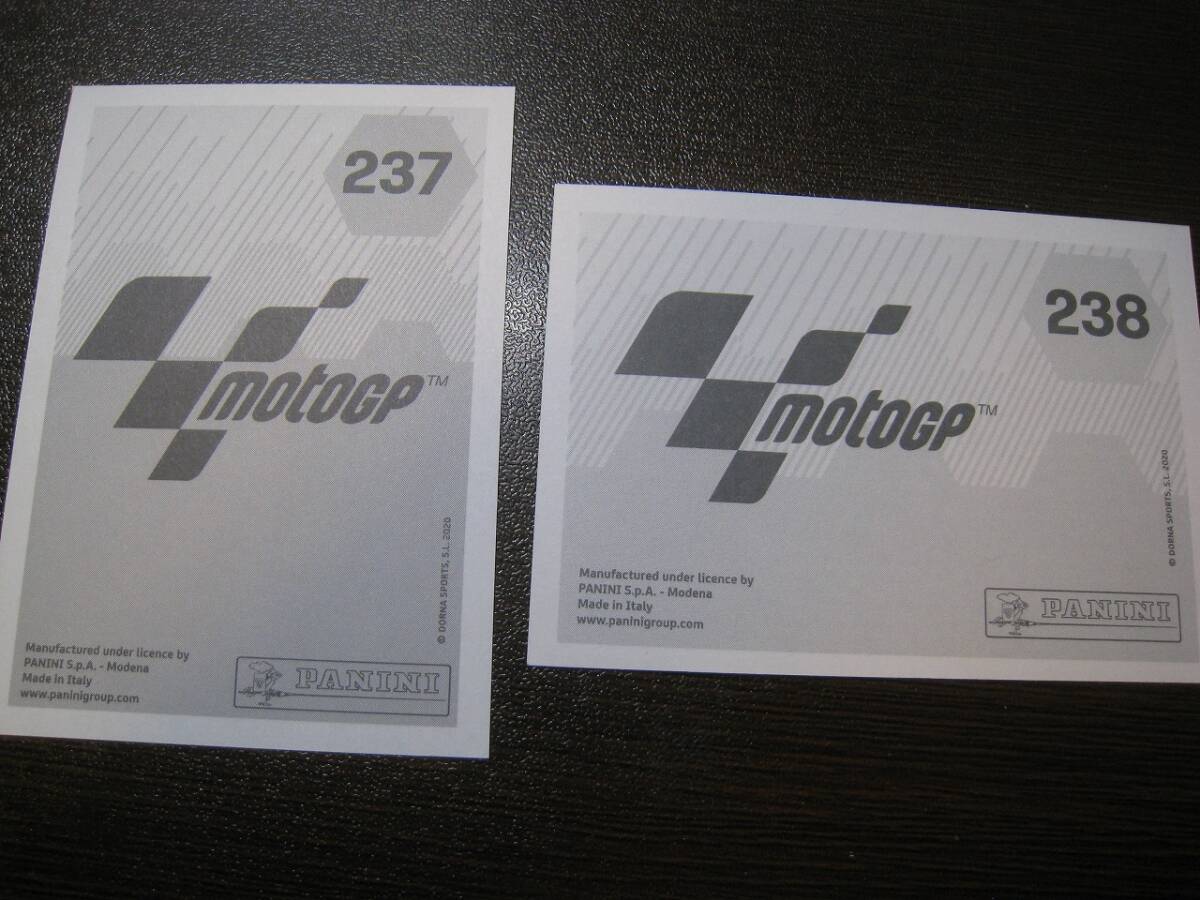 237
motoGP™
© DORNA SPORTS, S.L. 2020
Manufactured under licence by
PANINI S.p.A. - Modena
Made in Italy
www.paninigroup.com
PANINI
238
motoGP™
© DORNA SPORTS, S.L. 2020
Manufactured under licence by
PANINI S.p.A. - Modena
Made in Italy
www.paninigroup.com
PANINI